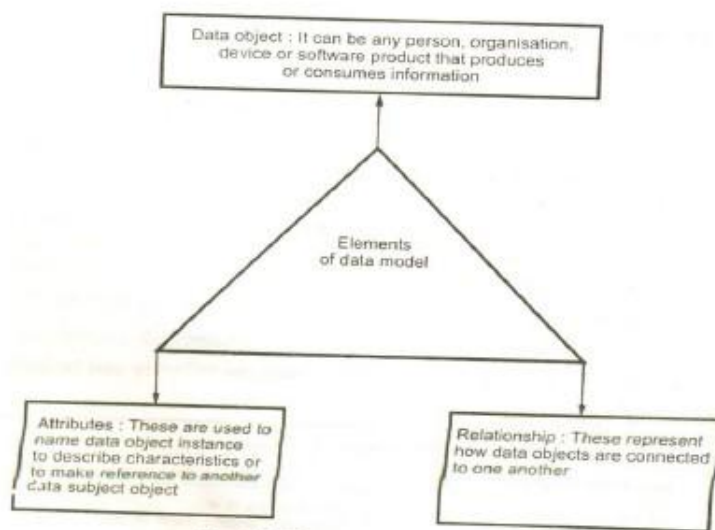 Data object : It can be any person, organisation,
device or software product that produces
or consumes information
Elements
of data model
Attributes : These are used to
name data object instance
to describe characteristics or
to make reference to another
data subject object
Relationship : These represent
how data objects are connected
to one another